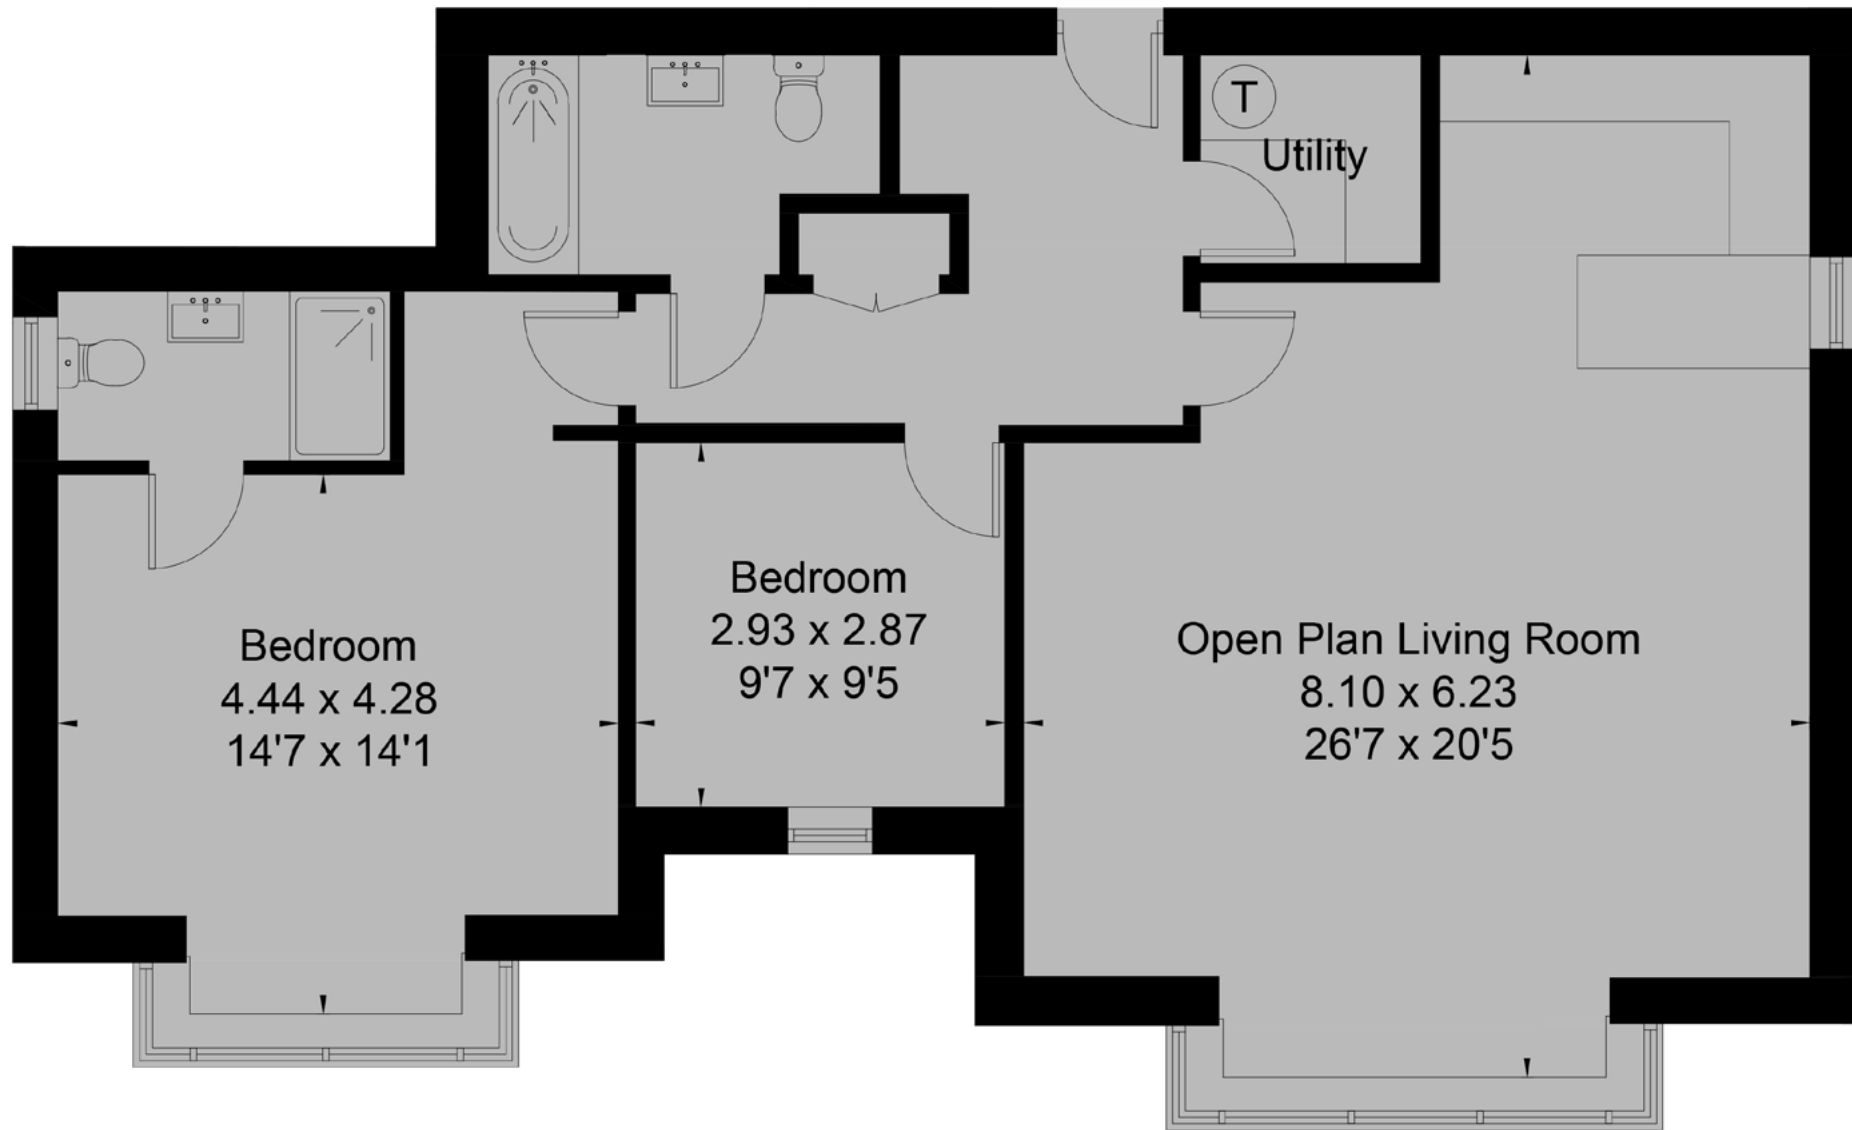 T
Utility
Bedroom
4.44 x 4.28
14'7 x 14'1
Bedroom
2.93 x 2.87
9'7 x 9'5
Open Plan Living Room
8.10 x 6.23
26'7 x 20'5